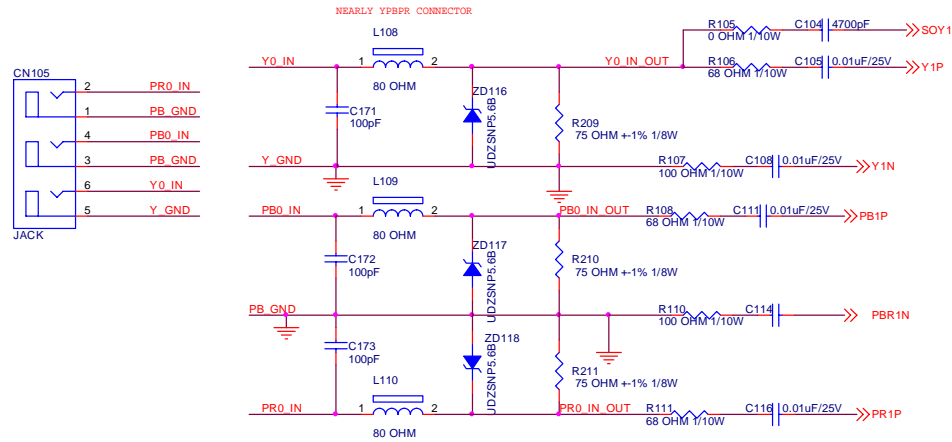 NEARLY YPBPR CONNECTOR
CN105
2 PR0_IN
1 PB_GND
4 PB0_IN
3 PB_GND
6 Y0_IN
5 Y_GND
JACK
L108
Y0_IN 1 2 Y0_IN_OUT
80 OHM
R105 C104 4700pF SOY1
0 OHM 1/10W
R106 C105 0.01uF/25V Y1P
68 OHM 1/10W
C171
100pF
ZD116
UDZSNP5.6B
R209
75 OHM +-1% 1/8W
Y_GND
R107 C108 0.01uF/25V Y1N
100 OHM 1/10W
L109
PB0_IN 1 2 PB0_IN_OUT
80 OHM
R108 C111 0.01uF/25V PB1P
68 OHM 1/10W
C172
100pF
ZD117
UDZSNP5.6B
R210
75 OHM +-1% 1/8W
PB_GND
R110 C114 PBR1N
100 OHM 1/10W
C173
100pF
ZD118
UDZSNP5.6B
R211
75 OHM +-1% 1/8W
L110
PR0_IN 1 2 PR0_IN_OUT
80 OHM
R111 C116 0.01uF/25V PR1P
68 OHM 1/10W